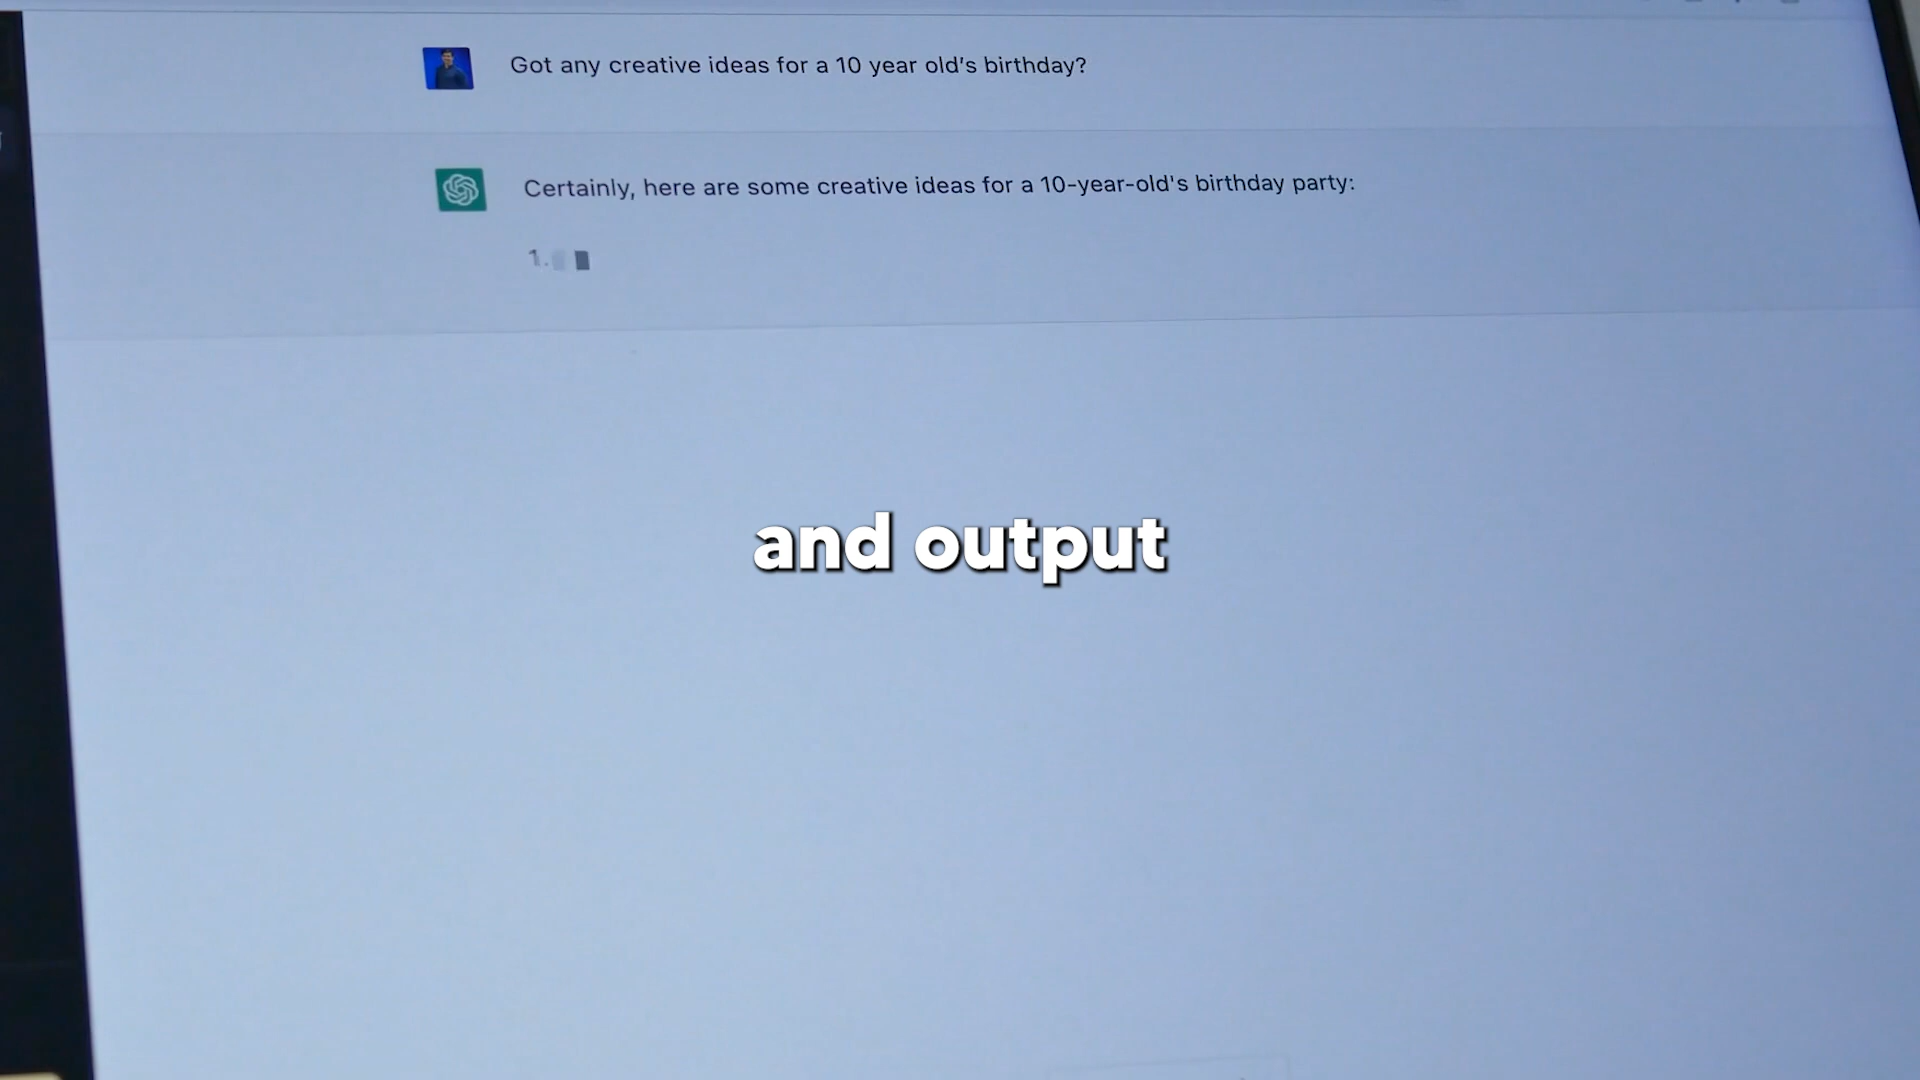 Got any creative ideas for a 10 year old's birthday?
Certainly, here are some creative ideas for a 10-year-old's birthday party:
1.
and output